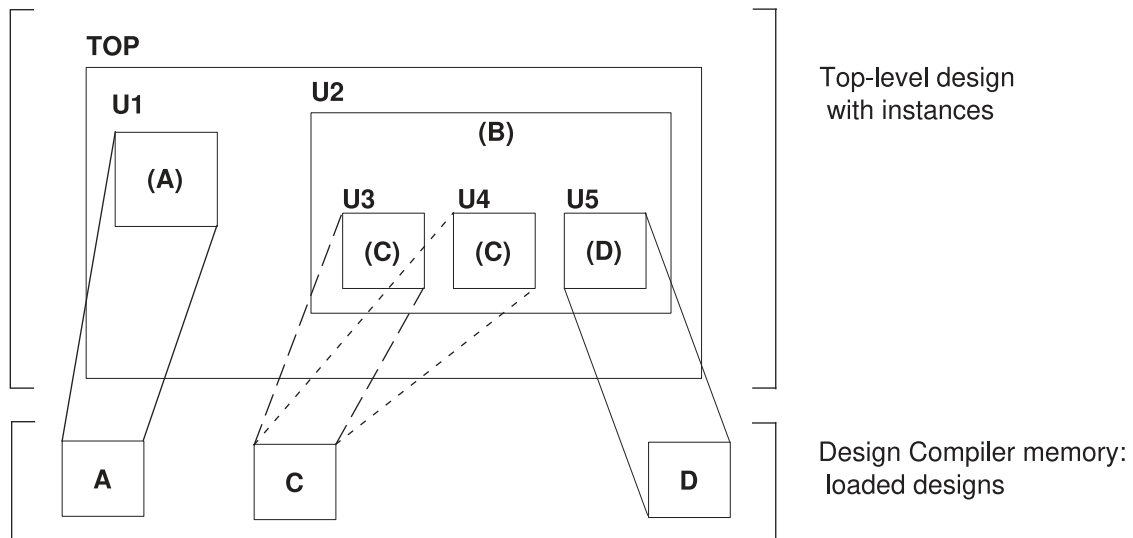 TOP
Top-level design
with instances
U1
U2
(B)
(A)
U3
U4
U5
(C)
(C)
(D)
A
C
D
Design Compiler memory:
loaded designs